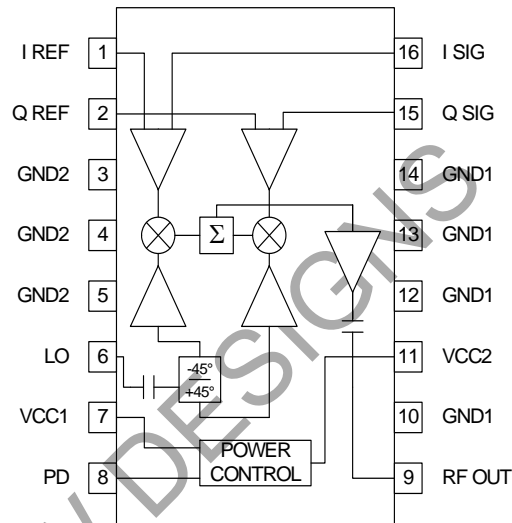 I REF 1 16 I SIG
Q REF 2 15 Q SIG
GND2 3 14 GND1
GND2 4 Σ 13 GND1
GND2 5 12 GND1
LO 6 -45° 11 VCC2
+45°
VCC1 7 10 GND1
POWER
PD 8 CONTROL 9 RF OUT
DESIGNS